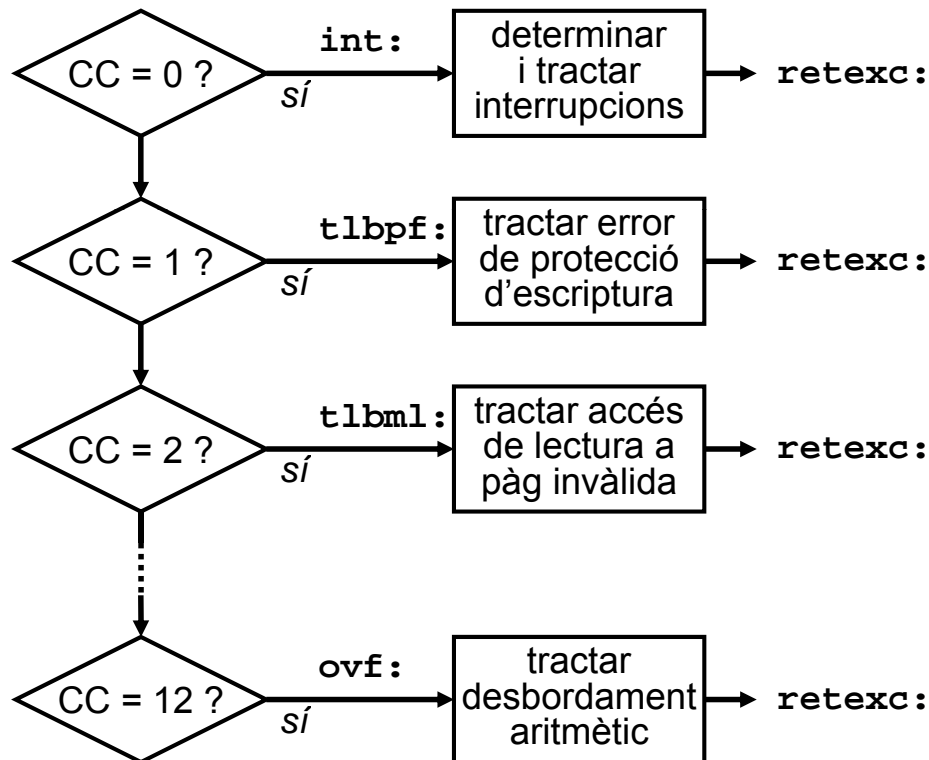 CC = 0 ?
int:
sí
determinar
i tractar
interrupcions
retexc:
CC = 1 ?
tlbpf:
sí
tractar error
de protecció
d’escriptura
retexc:
CC = 2 ?
tlbml:
sí
tractar accés
de lectura a
pàg invàlida
retexc:
CC = 12 ?
ovf:
sí
tractar
desbordament
aritmètic
retexc: